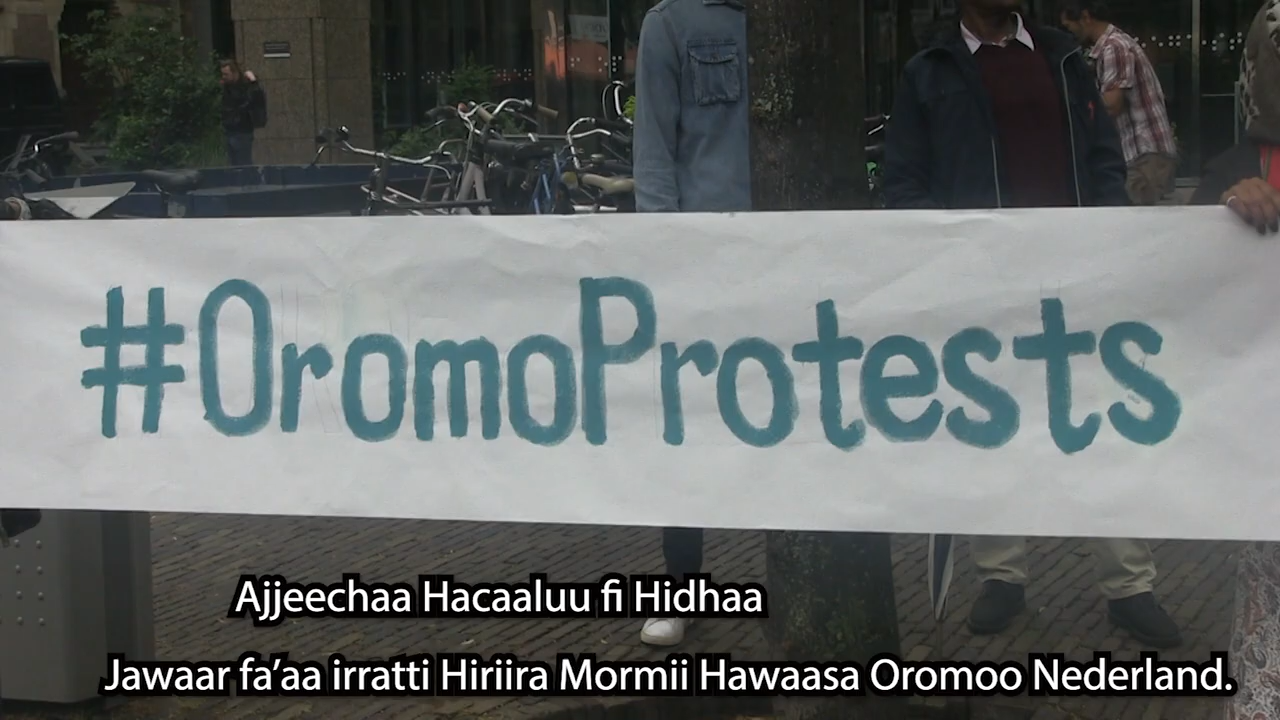 #OromoProtests
Ajjeechaa Hacaaluu fi Hidhaa
Jawaar fa’aa irratti Hiriira Mormii Hawaasa Oromoo Nederland.